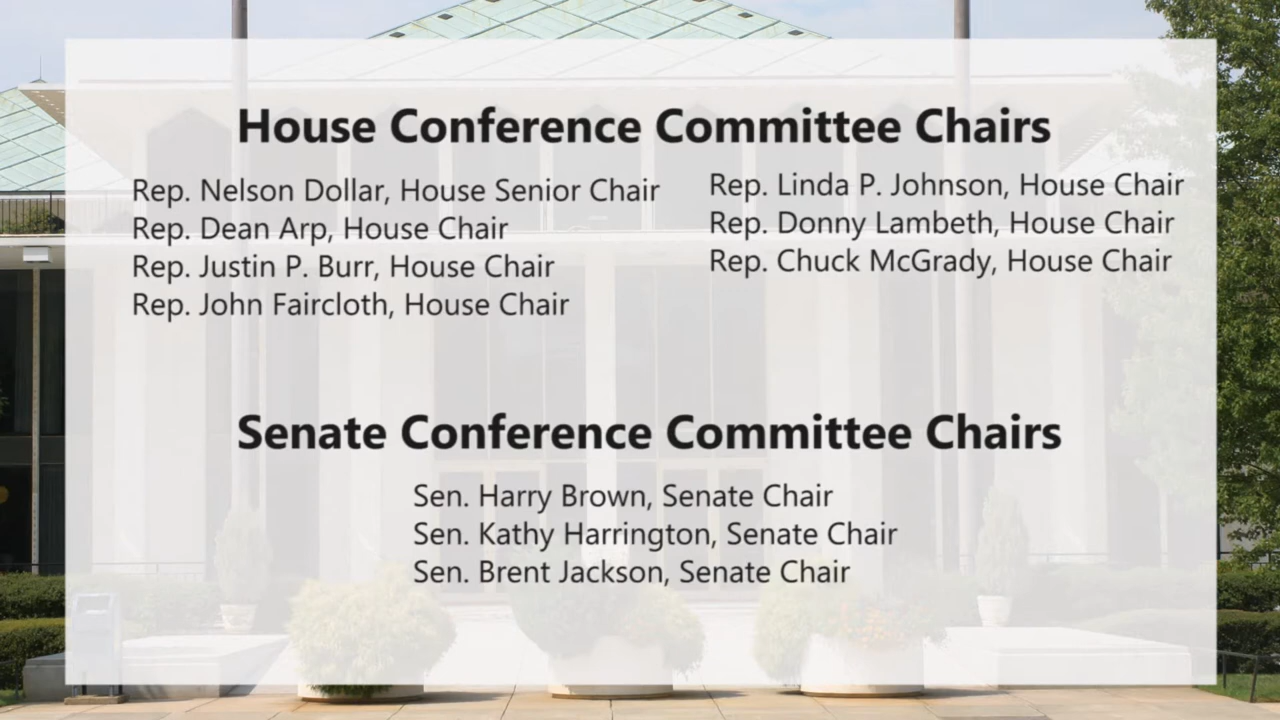 House Conference Committee Chairs
Rep. Nelson Dollar, House Senior Chair
Rep. Dean Arp, House Chair
Rep. Justin P. Burr, House Chair
Rep. John Faircloth, House Chair
Rep. Linda P. Johnson, House Chair
Rep. Donny Lambeth, House Chair
Rep. Chuck McGrady, House Chair
Senate Conference Committee Chairs
Sen. Harry Brown, Senate Chair
Sen. Kathy Harrington, Senate Chair
Sen. Brent Jackson, Senate Chair